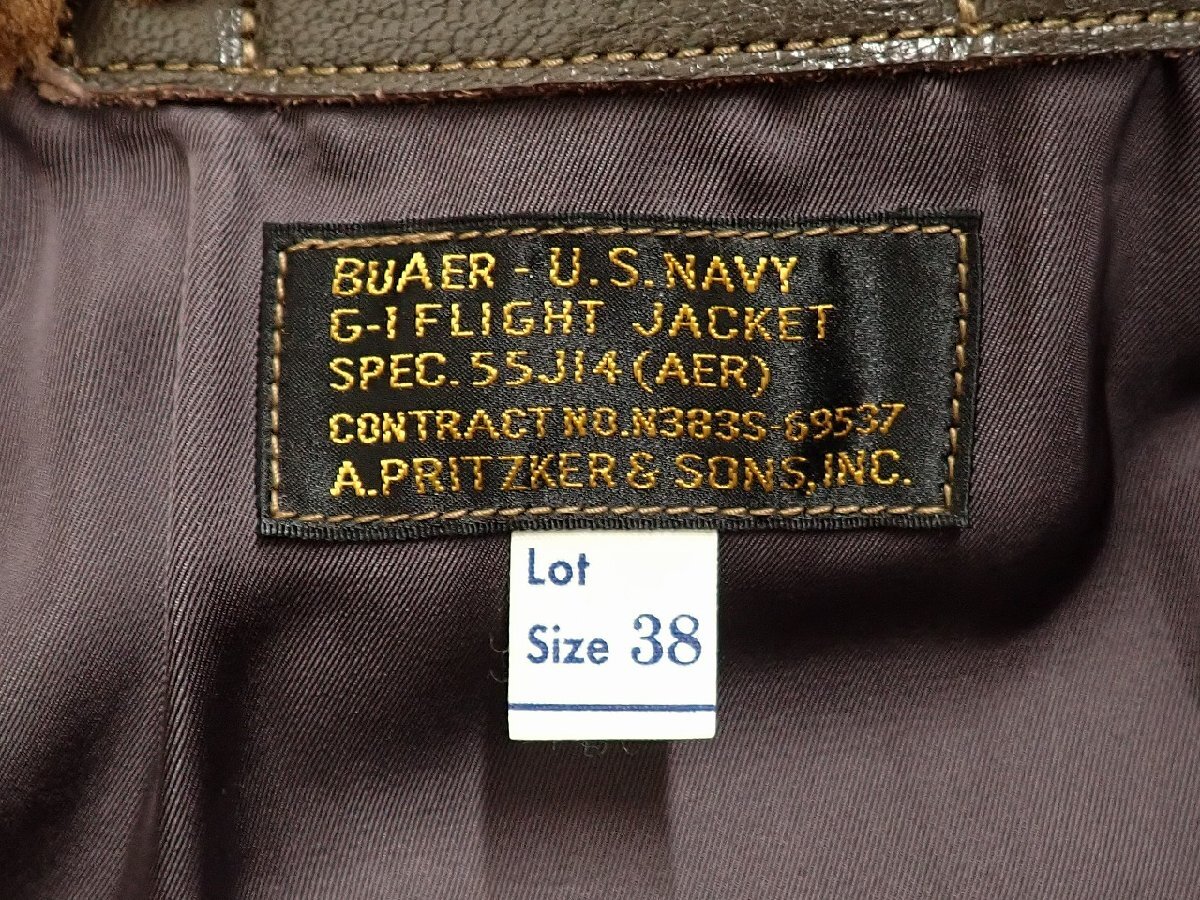 BUAER - U.S. NAVY
G-1 FLIGHT JACKET
SPEC. 55J14 (AER)
CONTRACT NO. N383S-69537
A. PRITZKER & SONS, INC.
Lot
Size 38